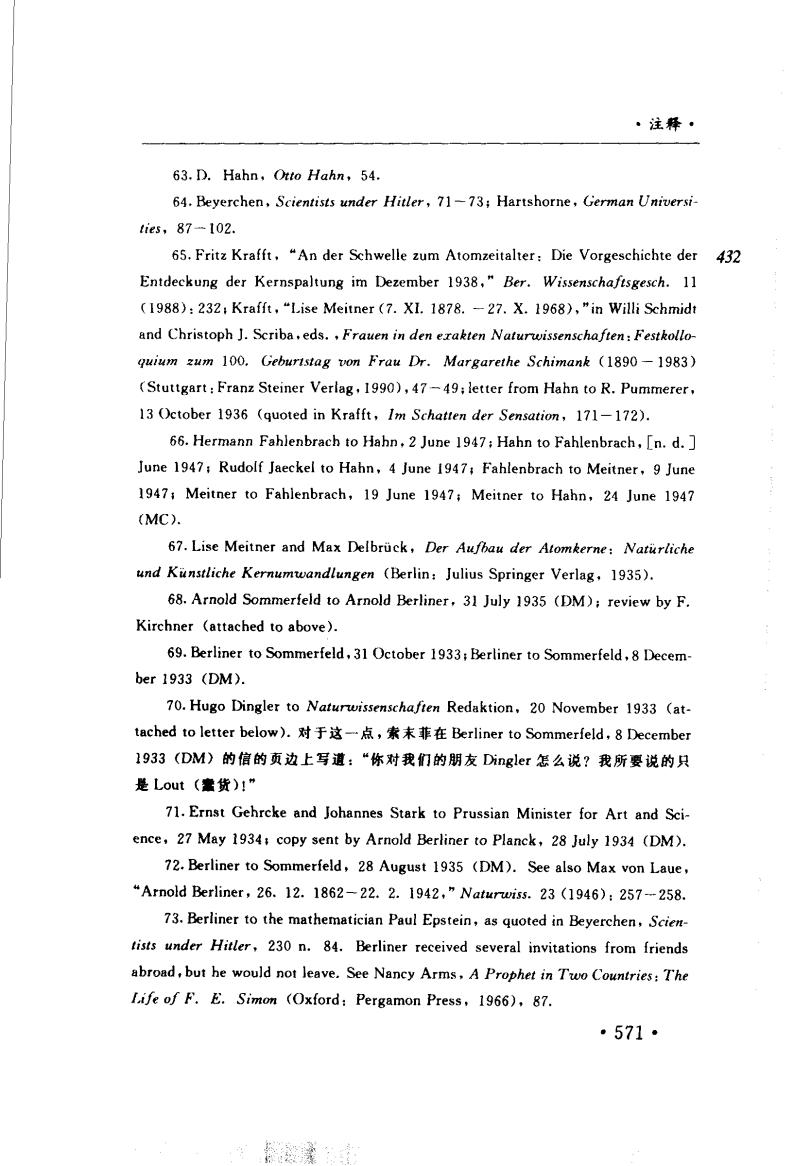 ·注释·
63. D. Hahn, Otto Hahn, 54.
64. Beyerchen, Scientists under Hitler, 71—73; Hartshorne, German Universi-
ties, 87—102.
65. Fritz Krafft, “An der Schwelle zum Atomzeitalter: Die Vorgeschichte der 432
Entdeckung der Kernspaltung im Dezember 1938,” Ber. Wissenschaftsgesch. 11
(1988): 232; Krafft, “Lise Meitner (7. XI. 1878. —27. X. 1968),”in Willi Schmidt
and Christoph J. Scriba, eds. , Frauen in den exakten Naturwissenschaften: Festkollo-
quium zum 100. Geburtstag von Frau Dr. Margarethe Schimank (1890—1983)
(Stuttgart: Franz Steiner Verlag, 1990), 47—49; letter from Hahn to R. Pummerer,
13 October 1936 (quoted in Krafft, Im Schatten der Sensation, 171—172).
66. Hermann Fahlenbrach to Hahn, 2 June 1947; Hahn to Fahlenbrach, [n. d. ]
June 1947; Rudolf Jaeckel to Hahn, 4 June 1947; Fahlenbrach to Meitner, 9 June
1947; Meitner to Fahlenbrach, 19 June 1947; Meitner to Hahn, 24 June 1947
(MC).
67. Lise Meitner and Max Delbrück, Der Aufbau der Atomkerne: Natürliche
und Künstliche Kernumwandlungen (Berlin: Julius Springer Verlag, 1935).
68. Arnold Sommerfeld to Arnold Berliner, 31 July 1935 (DM); review by F.
Kirchner (attached to above).
69. Berliner to Sommerfeld, 31 October 1933; Berliner to Sommerfeld, 8 Decem-
ber 1933 (DM).
70. Hugo Dingler to Naturwissenschaften Redaktion, 20 November 1933 (at-
tached to letter below). 对于这一点，索末菲在 Berliner to Sommerfeld, 8 December
1933 (DM) 的信的页边上写道：“你对我们的朋友 Dingler 怎么说？我所要说的只
是 Lout（蠢货）！”
71. Ernst Gehrcke and Johannes Stark to Prussian Minister for Art and Sci-
ence, 27 May 1934; copy sent by Arnold Berliner to Planck, 28 July 1934 (DM).
72. Berliner to Sommerfeld, 28 August 1935 (DM). See also Max von Laue,
“Arnold Berliner, 26. 12. 1862—22. 2. 1942,” Naturwiss. 23 (1946): 257—258.
73. Berliner to the mathematician Paul Epstein, as quoted in Beyerchen, Scien-
tists under Hitler, 230 n. 84. Berliner received several invitations from friends
abroad, but he would not leave. See Nancy Arms, A Prophet in Two Countries: The
Life of F. E. Simon (Oxford: Pergamon Press, 1966), 87.
·571·